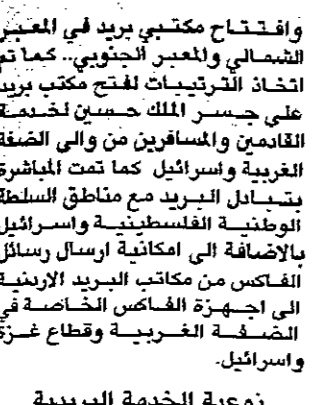 وافتتاح مكتبي بريد في المعبر
الشمالي والمعبر الجنوبي.. كما تم
اتخاذ الترتيبات لفتح مكتب بريد
على جسر الملك حسين لخدمة
القادمين والمسافرين من والى الضفة
الغربية واسرائيل كما تمت المباشرة
بتبادل البريد مع مناطق السلطة
الوطنية الفلسطينية واسرائيل
بالاضافة الى امكانية ارسال رسائل
الفاكس من مكاتب البريد الاردنية
الى اجهزة الفاكس الخاصة في
الضفة الغربية وقطاع غزة
واسرائيل.
نوعية الخدمة البريدية